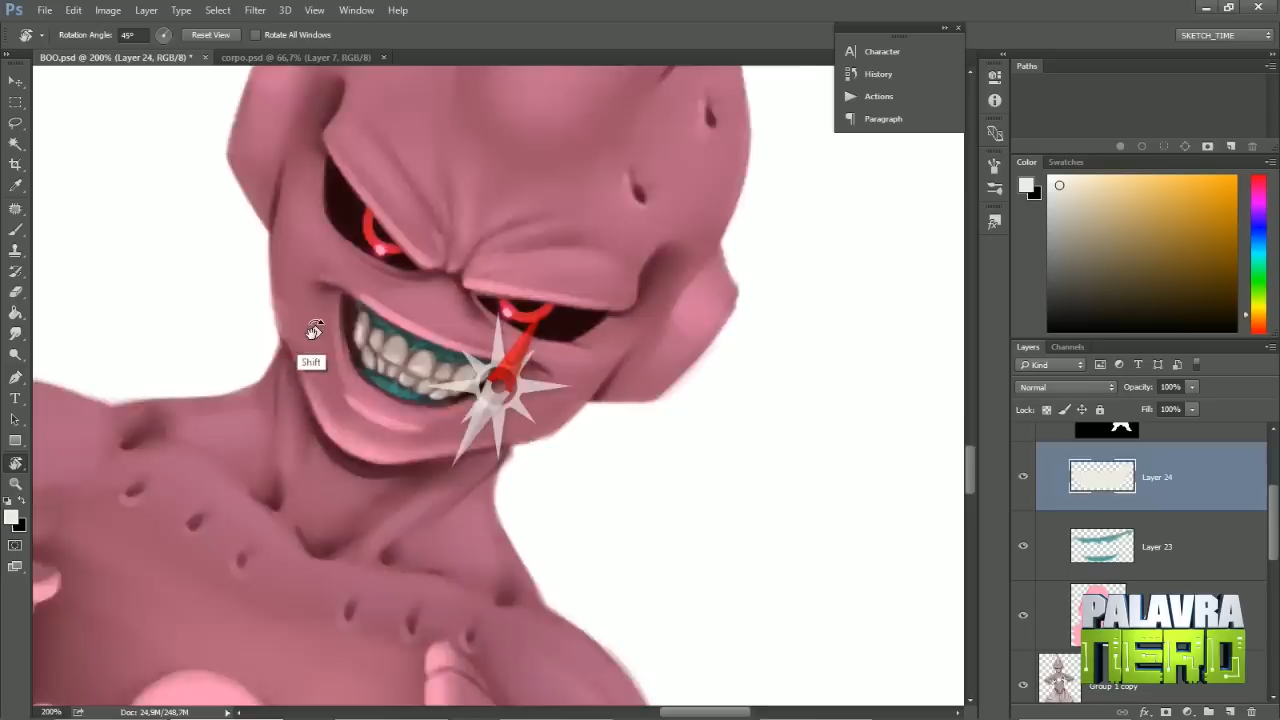 Ps File Edit Image Layer Type Select Filter 3D View Window Help
Rotation Angle: 45° Reset View Rotate All Windows SKETCH_TIME
BOO.psd @ 200% (Layer 24, RGB/8) * × corpo.psd @ 66,7% (Layer 7, RGB/8) ×
Character
History
Actions
Paragraph
Paths
Color Swatches
Shift
Layers Channels
Kind
Normal Opacity: 100%
Lock: Fill: 100%
Layer 24
Layer 23
Group 1 copy
PALAVRA
NERD
200% Doc: 24,9M/248,7M